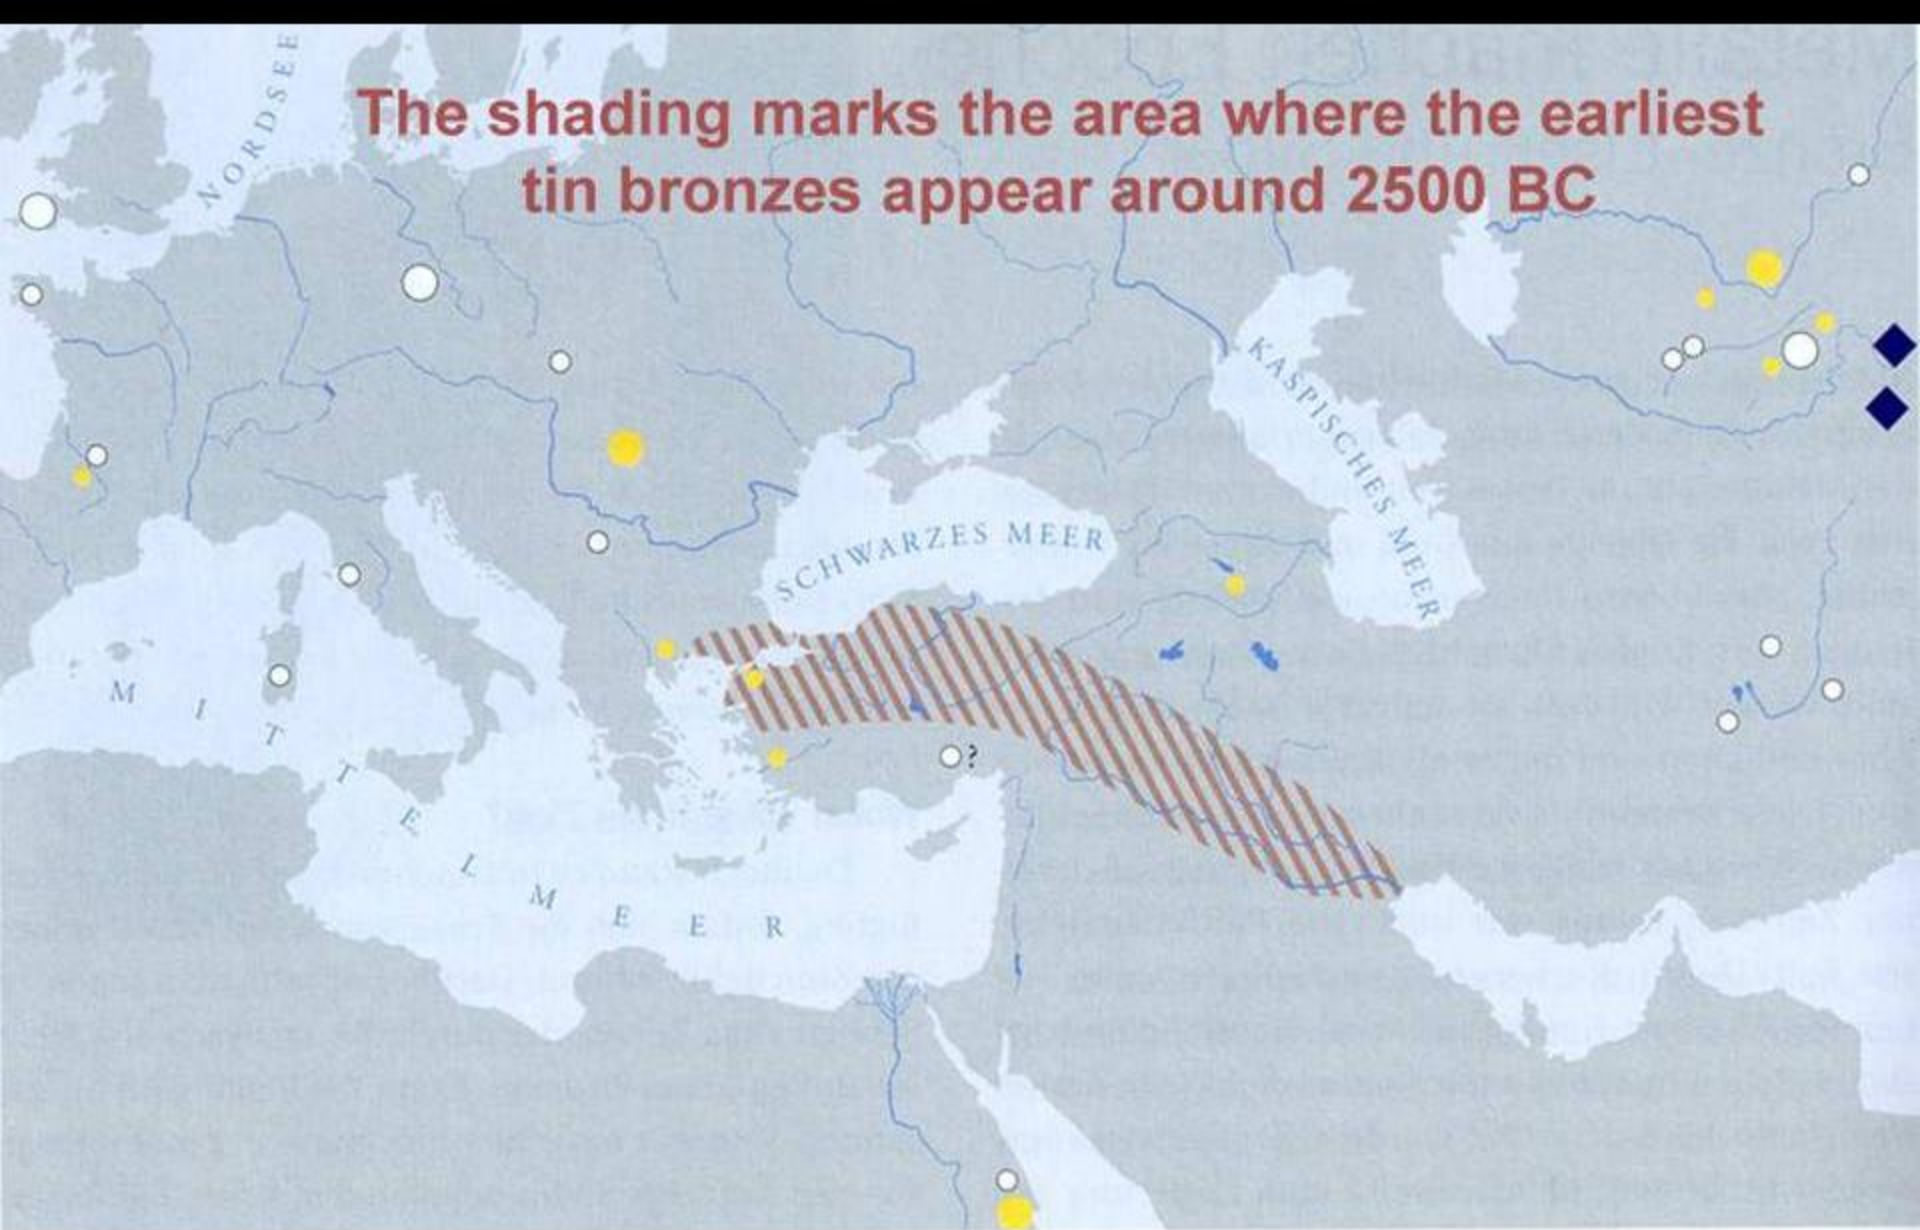 The shading marks the area where the earliest
tin bronzes appear around 2500 BC
NORDSEE
KASPISCHES MEER
SCHWARZES MEER
MITTELMEER
?